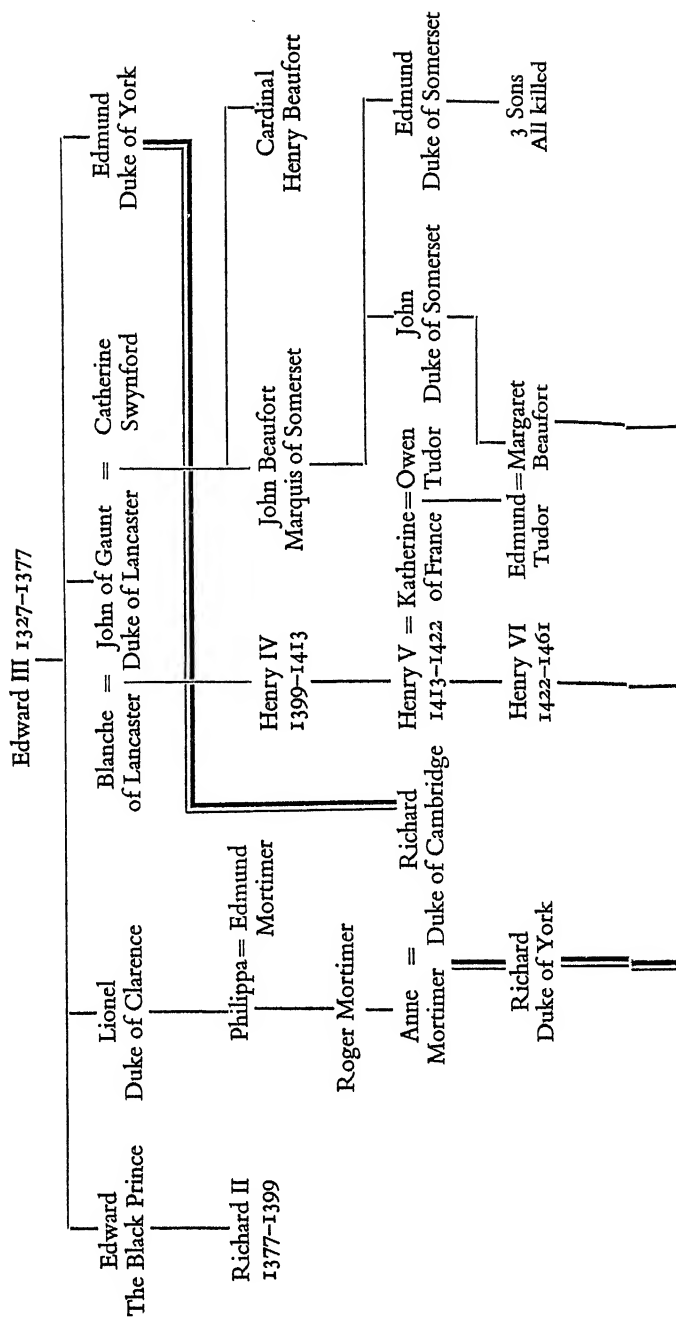 Edward III 1327–1377
Edward
The Black Prince
Lionel
Duke of Clarence
Blanche = John of Gaunt = Catherine
of Lancaster Duke of Lancaster Swynford
Edmund
Duke of York
Richard II
1377–1399
Philippa = Edmund
Mortimer
Henry IV
1399–1413
John Beaufort
Marquis of Somerset
Cardinal
Henry Beaufort
Roger Mortimer
Anne = Richard
Mortimer Duke of Cambridge
Henry V = Katherine = Owen
1413–1422 of France Tudor
John
Duke of Somerset
Edmund
Duke of Somerset
Richard
Duke of York
Henry VI
1422–1461
Edmund = Margaret
Tudor Beaufort
3 Sons
All killed